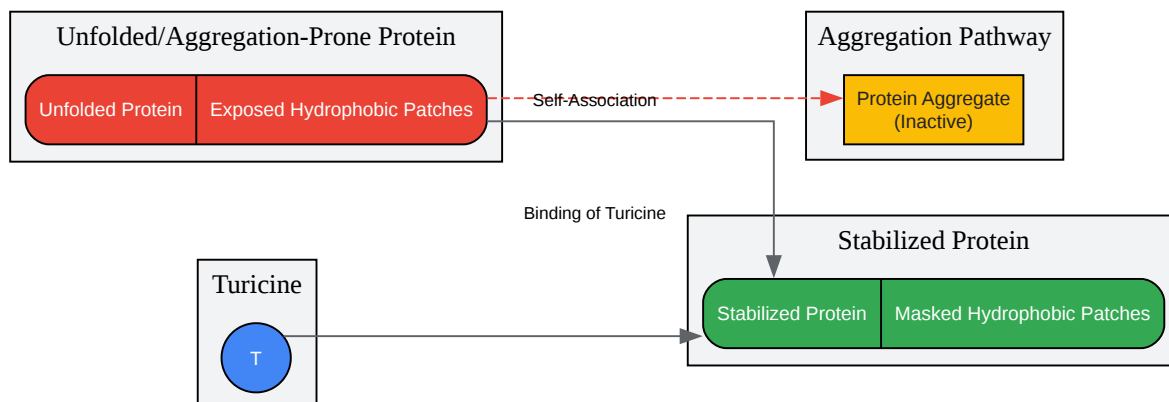 Unfolded/Aggregation-Prone Protein
Aggregation Pathway
Unfolded Protein
Exposed Hydrophobic Patches
Self-Association
Protein Aggregate
(Inactive)
Binding of Turicine
Stabilized Protein
Turicine
Stabilized Protein
Masked Hydrophobic Patches
T